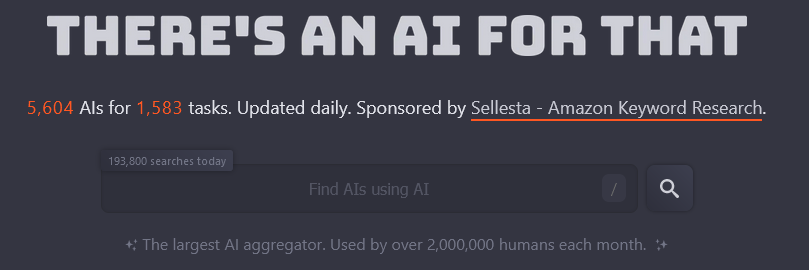 THERE'S AN AI FOR THAT
5,604 AIs for 1,583 tasks. Updated daily. Sponsored by Sellesta - Amazon Keyword Research.
193,800 searches today
Find AIs using AI /
The largest AI aggregator. Used by over 2,000,000 humans each month.